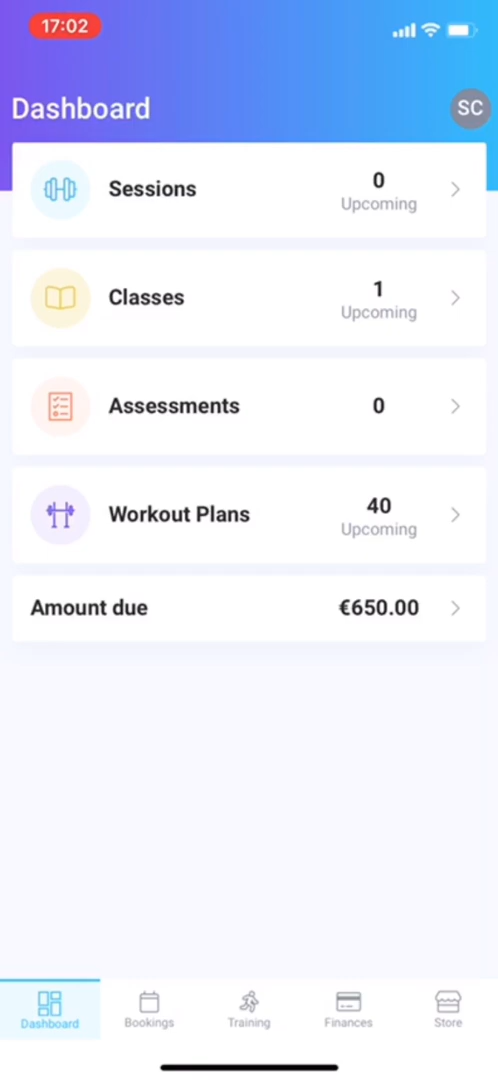 17:02
Dashboard
SC
Sessions
0
Upcoming
Classes
1
Upcoming
Assessments
0
Workout Plans
40
Upcoming
Amount due
€650.00
Dashboard
Bookings
Training
Finances
Store